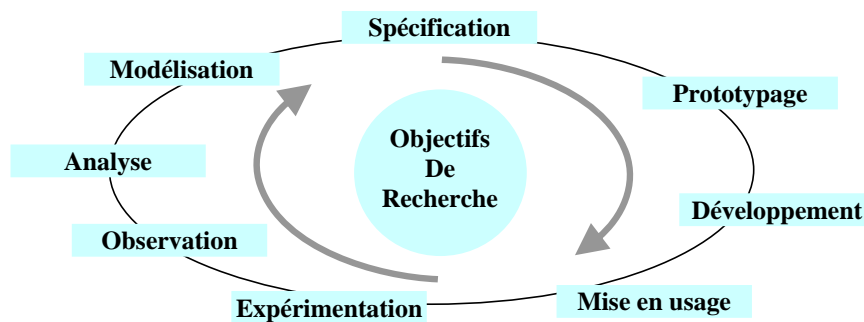 Spécification
Modélisation
Prototypage
Objectifs
De
Recherche
Analyse
Développement
Observation
Mise en usage
Expérimentation